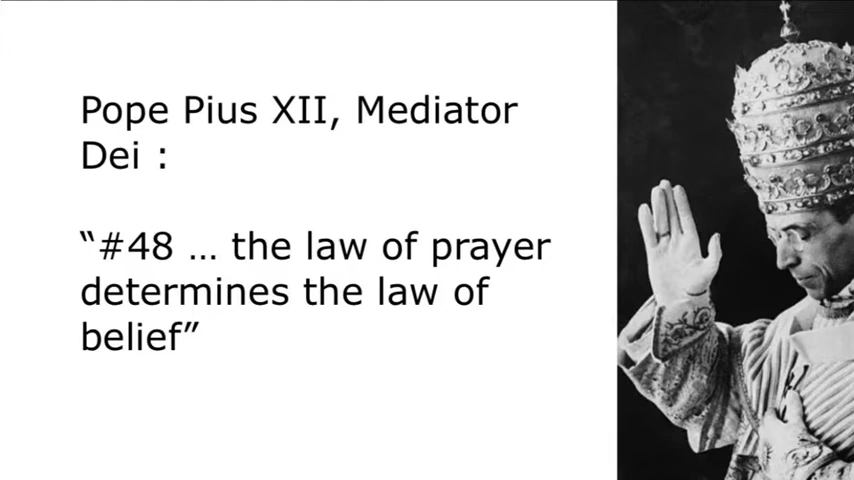 Pope Pius XII, Mediator
Dei :
“#48 … the law of prayer
determines the law of
belief”